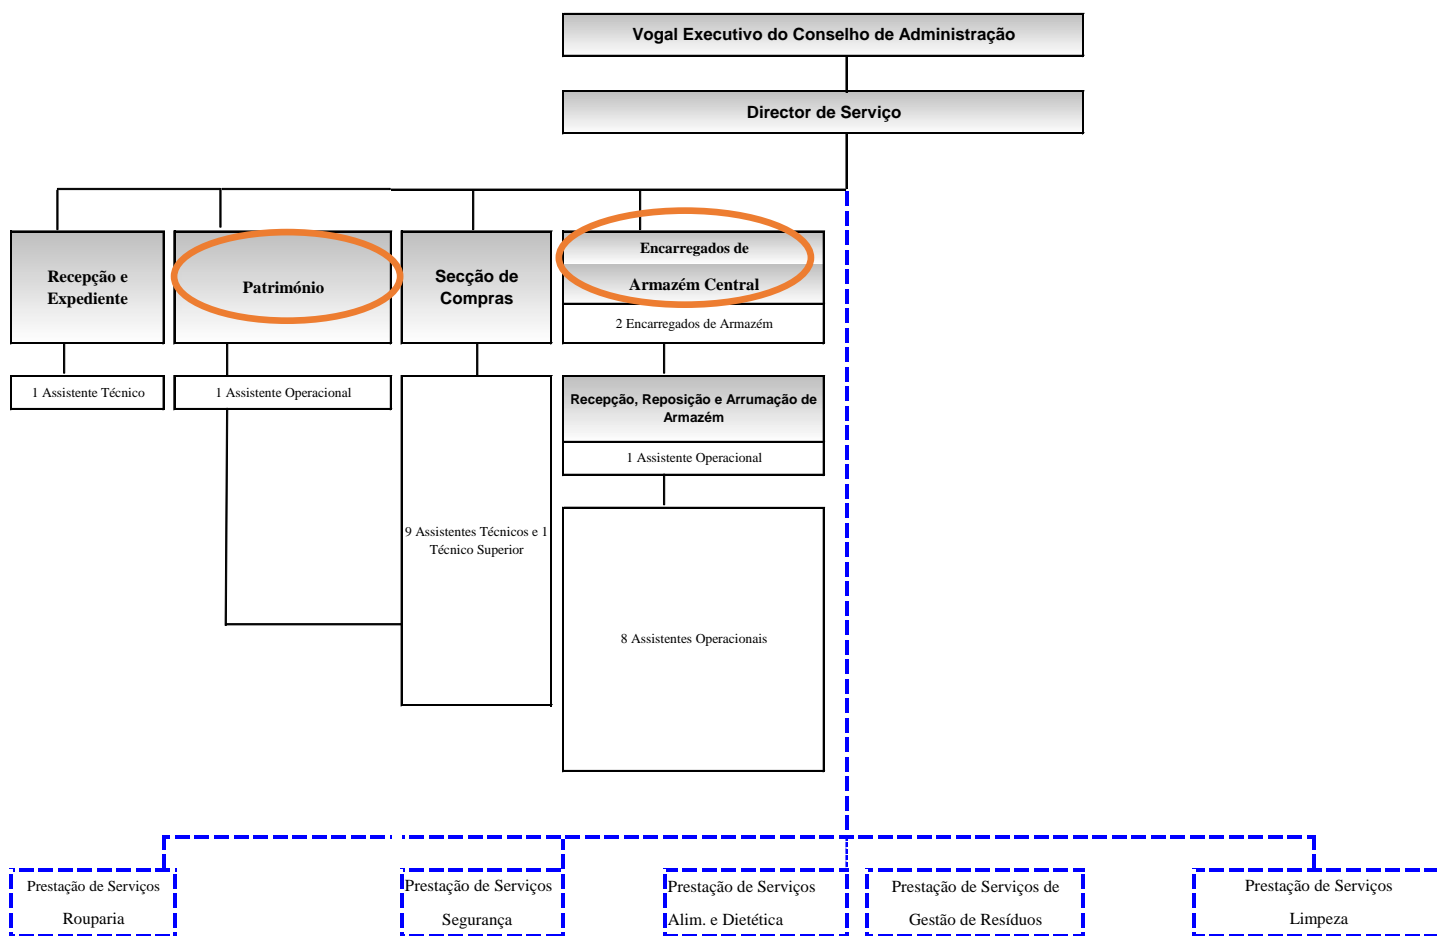 Vogal Executivo do Conselho de Administração
Director de Serviço
Recepção e
Expediente
Património
Secção de
Compras
Encarregados de
Armazém Central
2 Encarregados de Armazém
1 Assistente Técnico
1 Assistente Operacional
Recepção, Reposição e Arrumação de
Armazém
1 Assistente Operacional
9 Assistentes Técnicos e 1
Técnico Superior
8 Assistentes Operacionais
Prestação de Serviços
Rouparia
Prestação de Serviços
Segurança
Prestação de Serviços
Alim. e Dietética
Prestação de Serviços de
Gestão de Resíduos
Prestação de Serviços
Limpeza